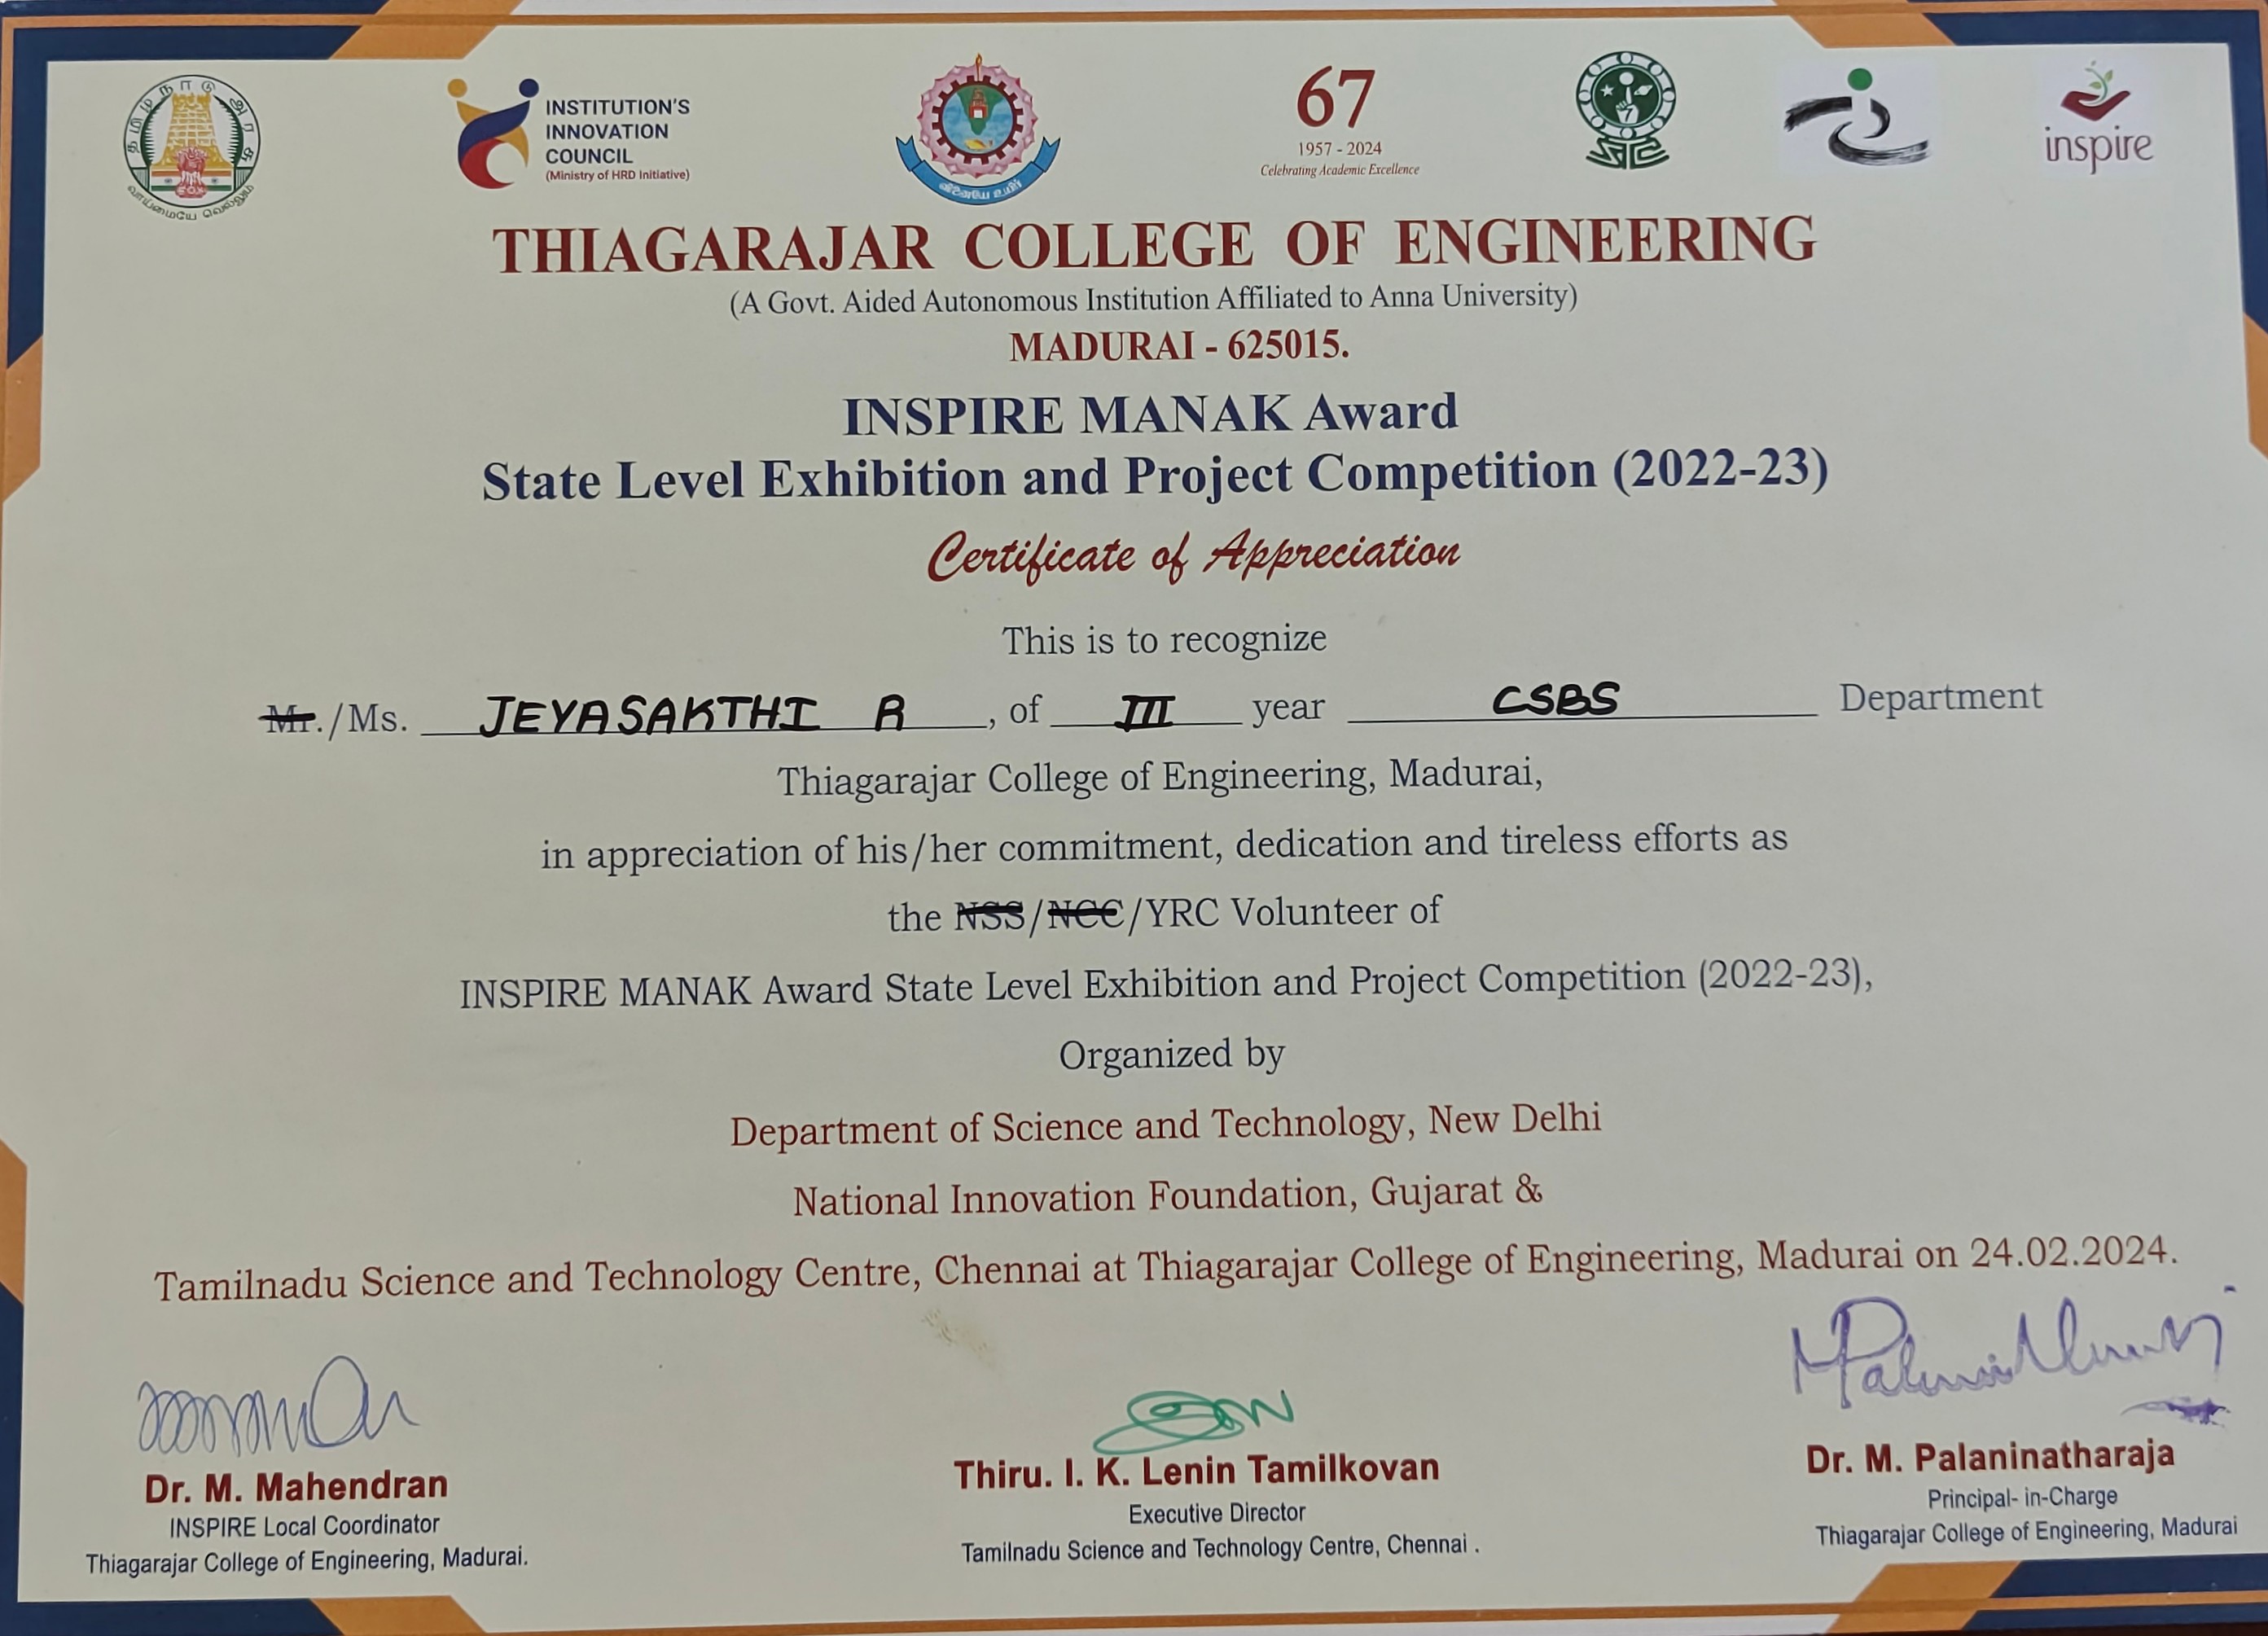 தமிழ்நாடு அரசு
வாய்மையே வெல்லும்
INSTITUTION'S
INNOVATION
COUNCIL
(Ministry of HRD Initiative)
வினையே உயிர்
67
1957 - 2024
Celebrating Academic Excellence
inspire
THIAGARAJAR COLLEGE OF ENGINEERING
(A Govt. Aided Autonomous Institution Affiliated to Anna University)
MADURAI - 625015.
INSPIRE MANAK Award
State Level Exhibition and Project Competition (2022-23)
Certificate of Appreciation
This is to recognize
Mr./Ms. JEYASAKTHI R, of III year CSBS Department
Thiagarajar College of Engineering, Madurai,
in appreciation of his/her commitment, dedication and tireless efforts as
the NSS/NCC/YRC Volunteer of
INSPIRE MANAK Award State Level Exhibition and Project Competition (2022-23),
Organized by
Department of Science and Technology, New Delhi
National Innovation Foundation, Gujarat &
Tamilnadu Science and Technology Centre, Chennai at Thiagarajar College of Engineering, Madurai on 24.02.2024.
Dr. M. Mahendran
INSPIRE Local Coordinator
Thiagarajar College of Engineering, Madurai.
Thiru. I. K. Lenin Tamilkovan
Executive Director
Tamilnadu Science and Technology Centre, Chennai .
Dr. M. Palaninatharaja
Principal- in-Charge
Thiagarajar College of Engineering, Madurai